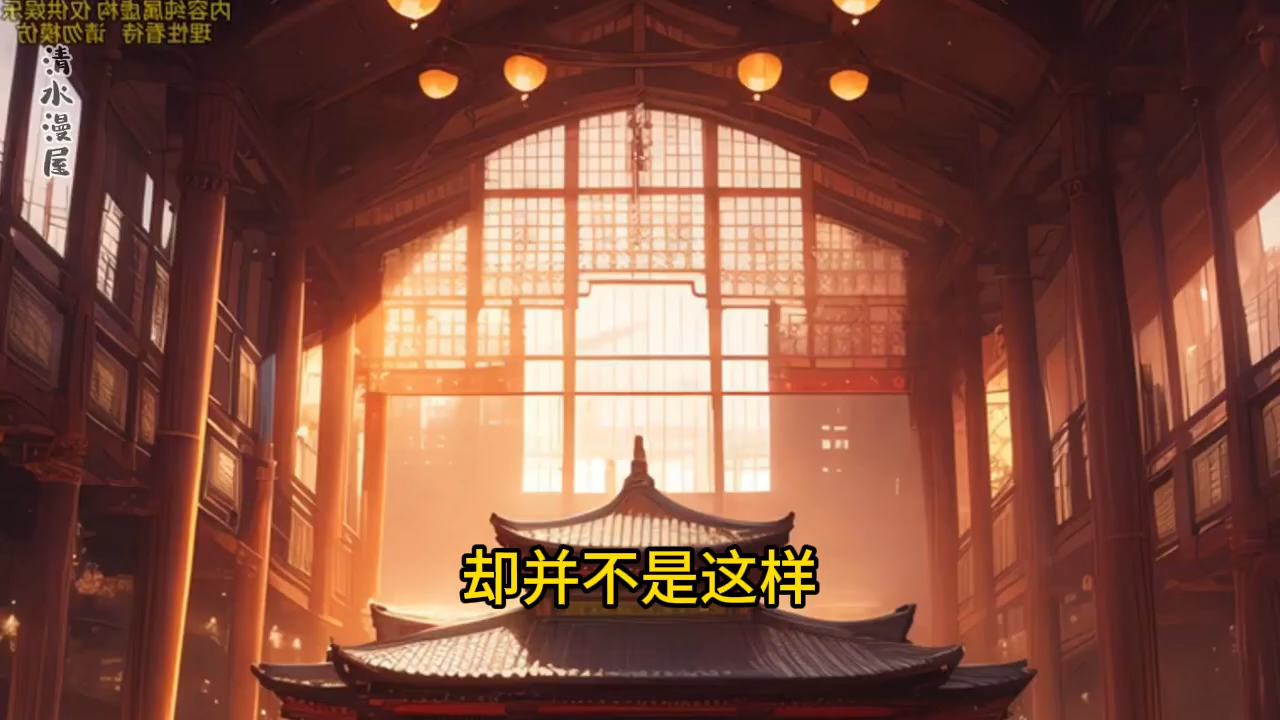 内容纯属虚构 仅供娱乐
理性看待 请勿模仿
清水漫屋
却并不是这样